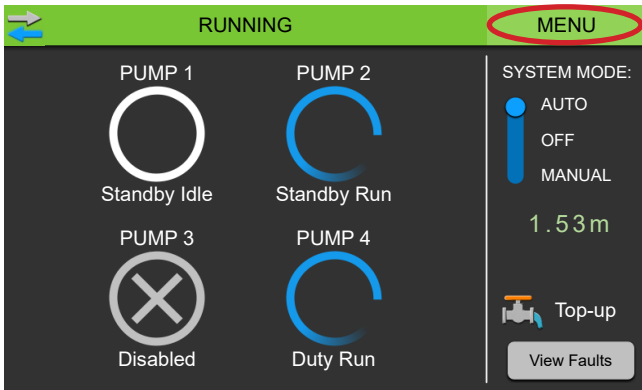 RUNNING
MENU
PUMP 1
PUMP 2
Standby Idle
Standby Run
PUMP 3
PUMP 4
Disabled
Duty Run
SYSTEM MODE:
AUTO
OFF
MANUAL
1.53m
Top-up
View Faults